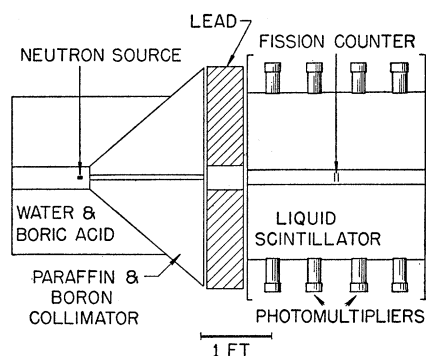 LEAD
NEUTRON SOURCE
FISSION COUNTER
WATER &
BORIC ACID
LIQUID
SCINTILLATOR
PARAFFIN &
BORON
COLLIMATOR
PHOTOMULTIPLIERS
1 FT